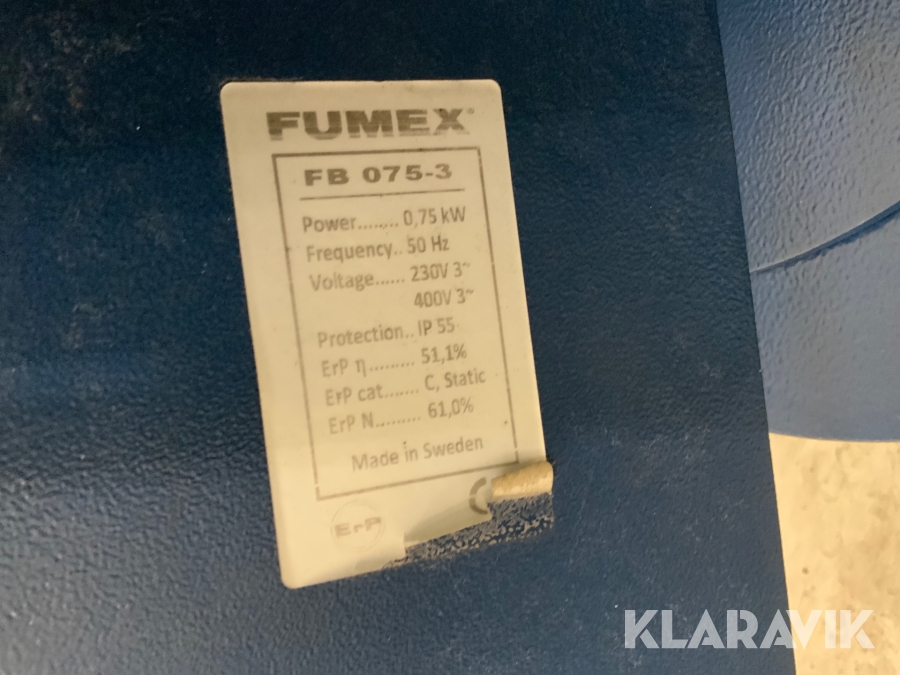 FUMEX®
FB 075-3
Power........ 0,75 kW
Frequency.. 50 Hz
Voltage...... 230V 3~
400V 3~
Protection.. IP 55
ErP η.......... 51,1%
ErP cat....... C, Static
ErP N.......... 61,0%
Made in Sweden
ErP
KLARAVIK